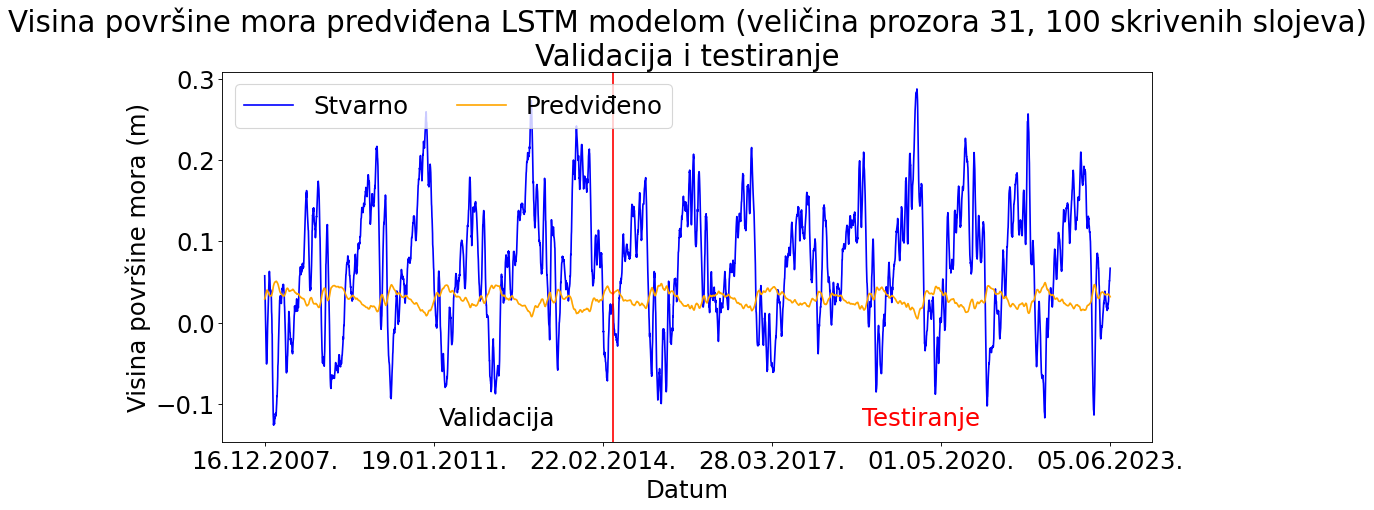 Visina površine mora predviđena LSTM modelom (veličina prozora 31, 100 skrivenih slojeva)
Validacija i testiranje
Stvarno
Predviđeno
Visina površine mora (m)
0.3
0.2
0.1
0.0
−0.1
Validacija
Testiranje
16.12.2007.
19.01.2011.
22.02.2014.
28.03.2017.
01.05.2020.
05.06.2023.
Datum